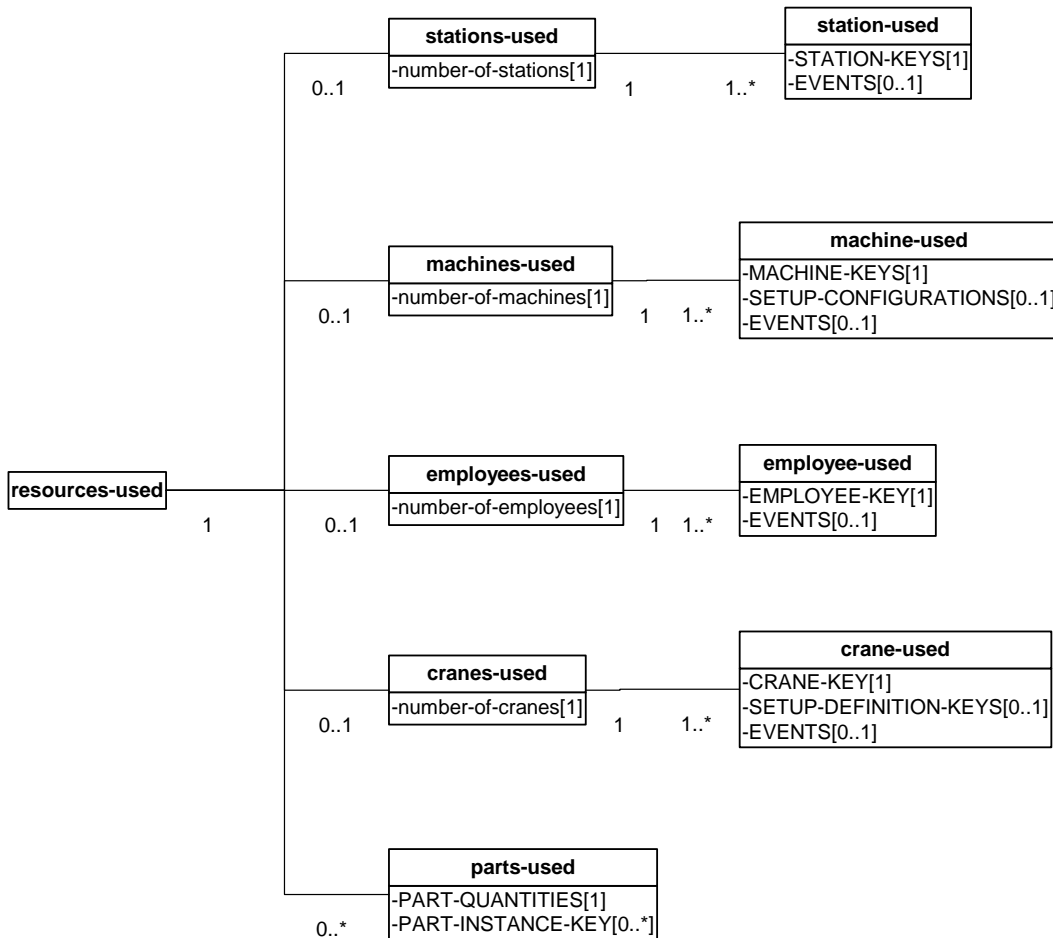 stations-used
-number-of-stations[1]
station-used
-STATION-KEYS[1]
-EVENTS[0..1]
0..1
1
1..*
machines-used
-number-of-machines[1]
machine-used
-MACHINE-KEYS[1]
-SETUP-CONFIGURATIONS[0..1]
-EVENTS[0..1]
0..1
1
1..*
resources-used
1
employees-used
-number-of-employees[1]
employee-used
-EMPLOYEE-KEY[1]
-EVENTS[0..1]
0..1
1
1..*
cranes-used
-number-of-cranes[1]
crane-used
-CRANE-KEY[1]
-SETUP-DEFINITION-KEYS[0..1]
-EVENTS[0..1]
0..1
1
1..*
parts-used
-PART-QUANTITIES[1]
-PART-INSTANCE-KEY[0..*]
0..*